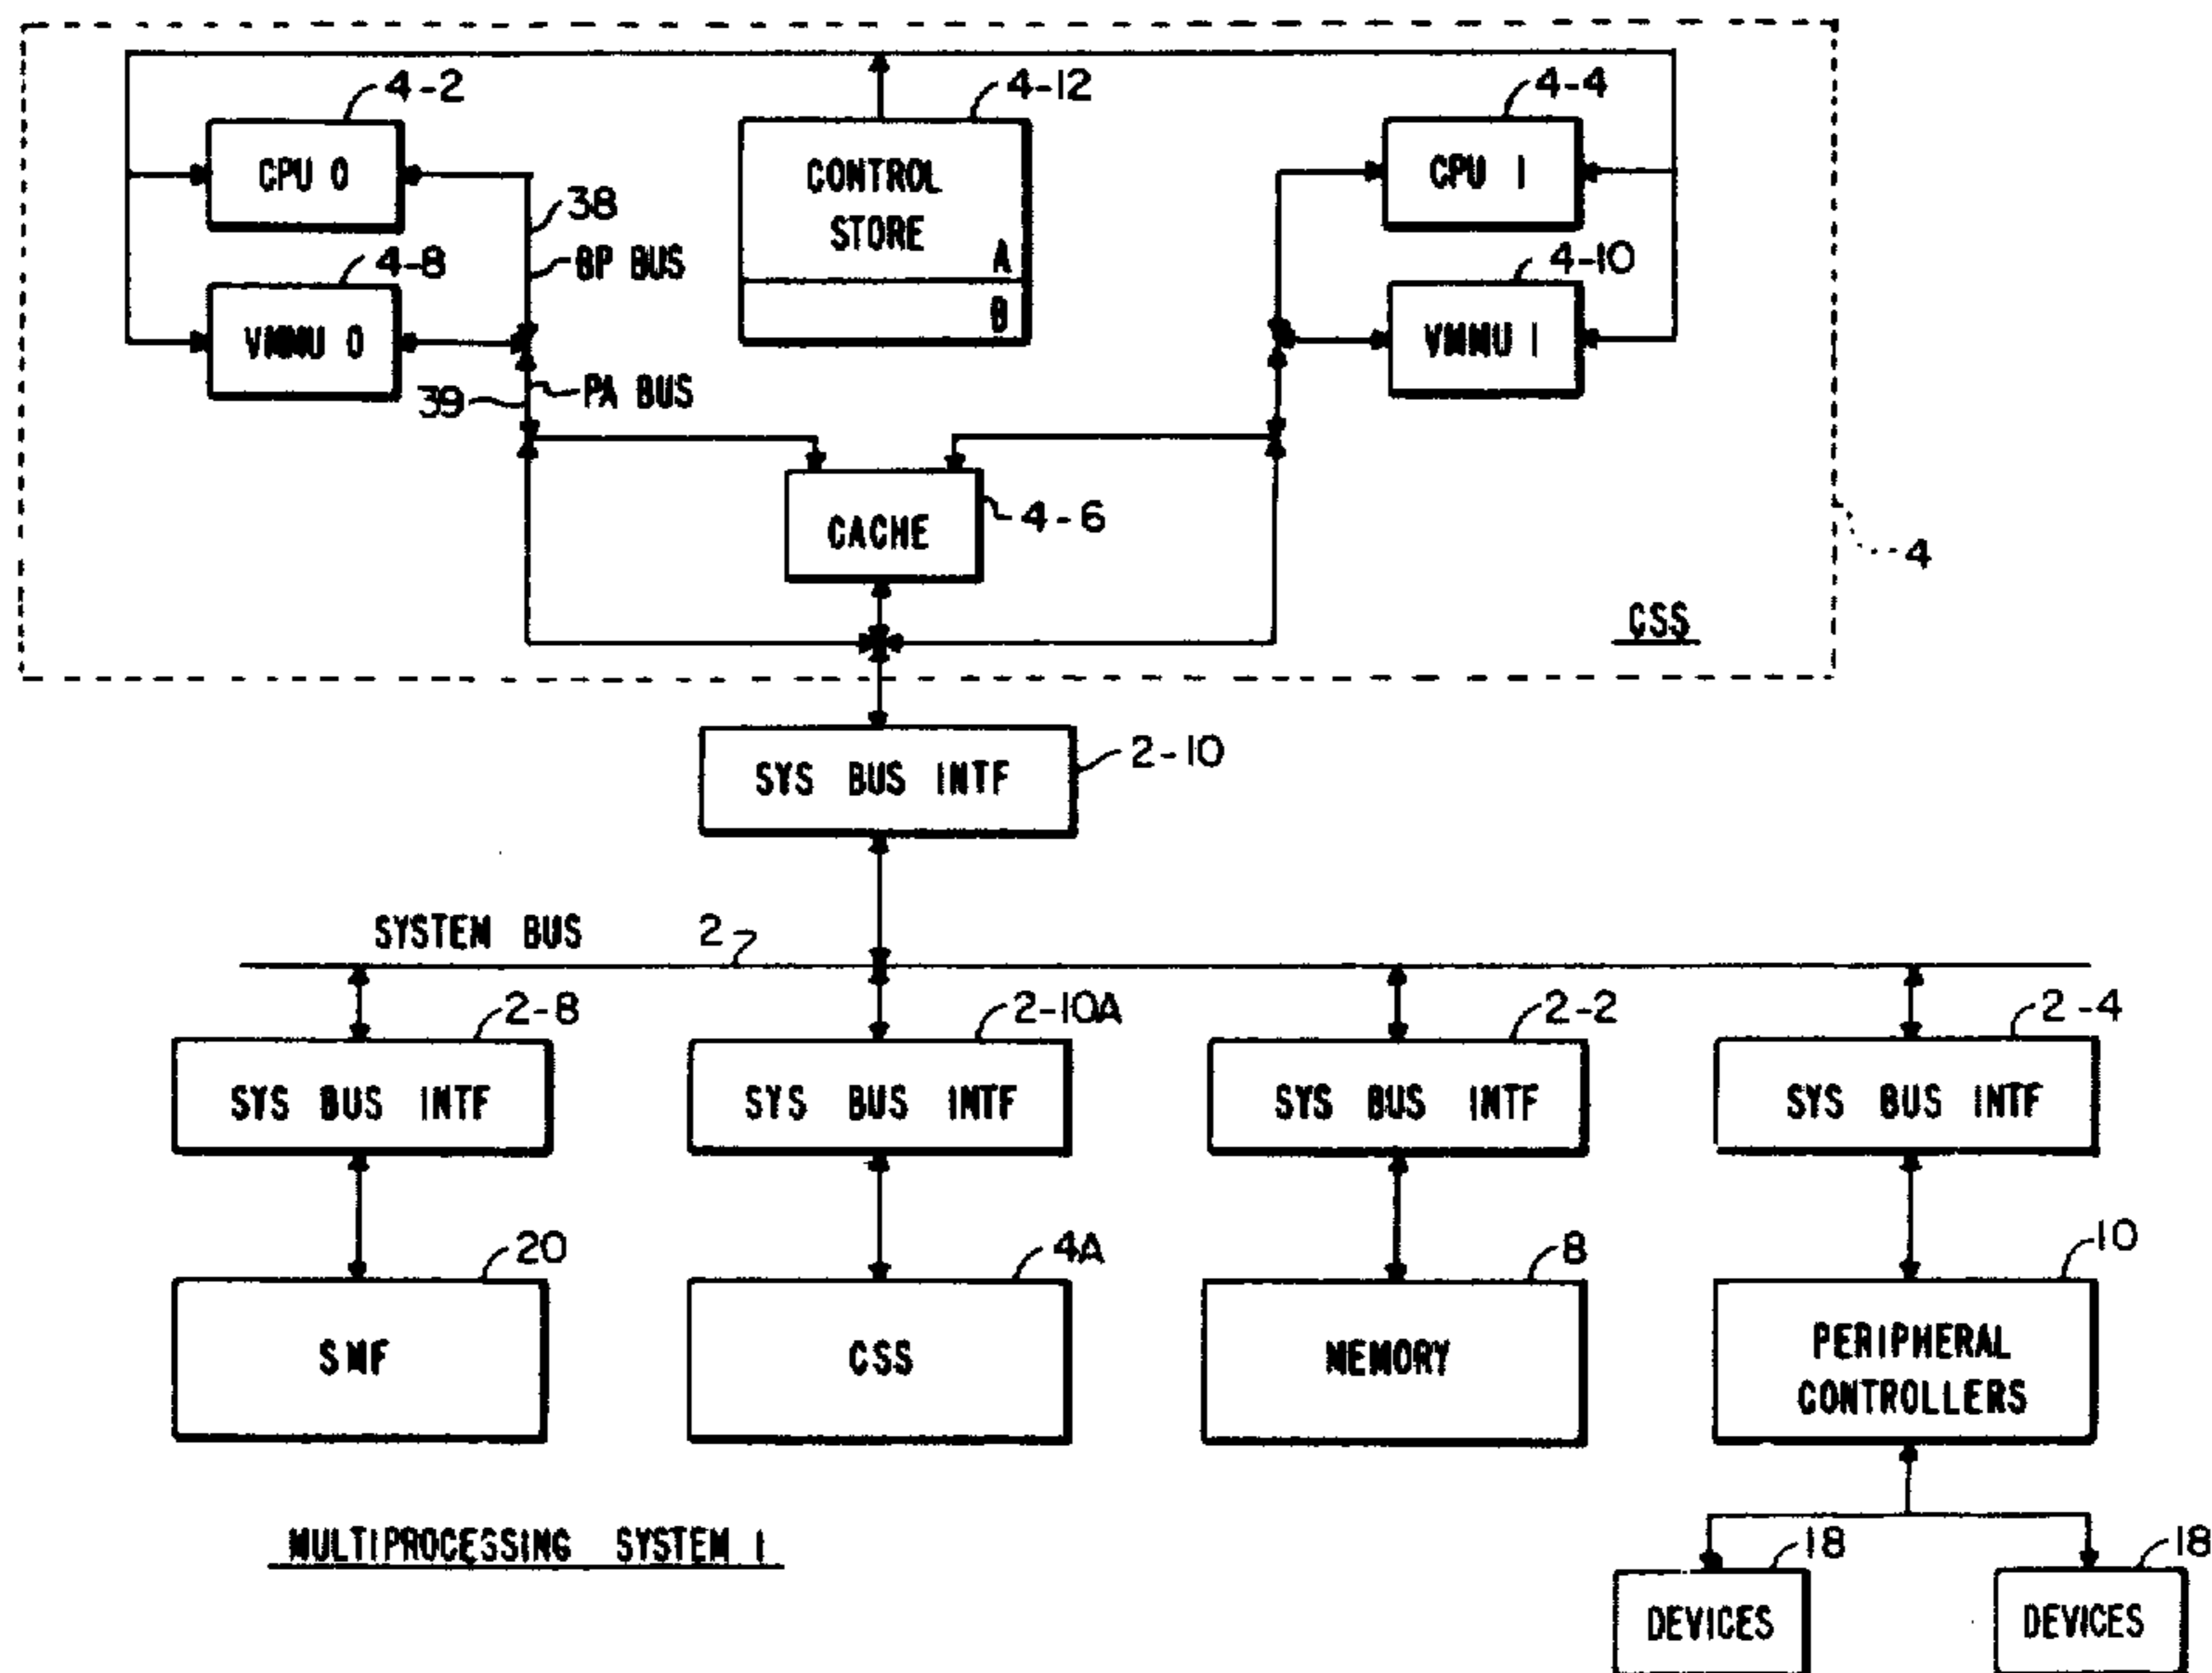 4-2
4-12
4-4
CPU 0
CONTROL
STORE
A
B
CPU 1
38
BP BUS
4-8
4-10
VMMU 0
VMMU 1
39
PA BUS
CACHE
4-6
4
CSS
SYS BUS INTF
2-10
SYSTEM BUS
2
2-8
2-10A
2-2
2-4
SYS BUS INTF
SYS BUS INTF
SYS BUS INTF
SYS BUS INTF
20
4A
8
10
SMF
CSS
MEMORY
PERIPHERAL
CONTROLLERS
MULTIPROCESSING SYSTEM 1
18
18
DEVICES
DEVICES